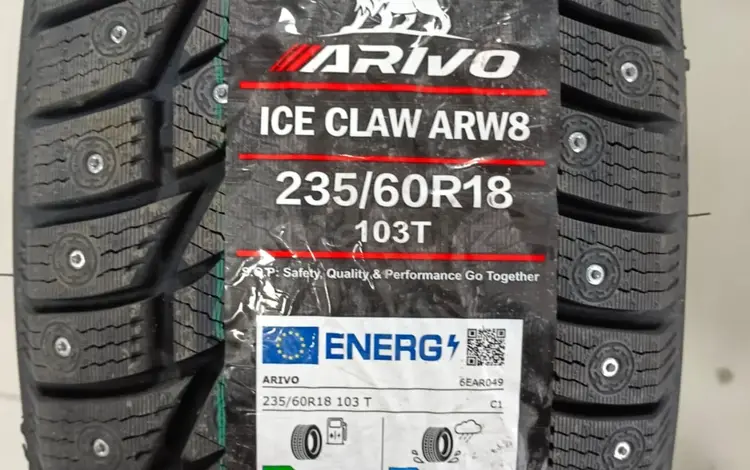 ARIVO
ICE CLAW ARW8
235/60R18
103T
S.Q.P: Safety, Quality & Performance Go Together
ENERG
ARIVO 6EAR049
235/60R18 103 T C1